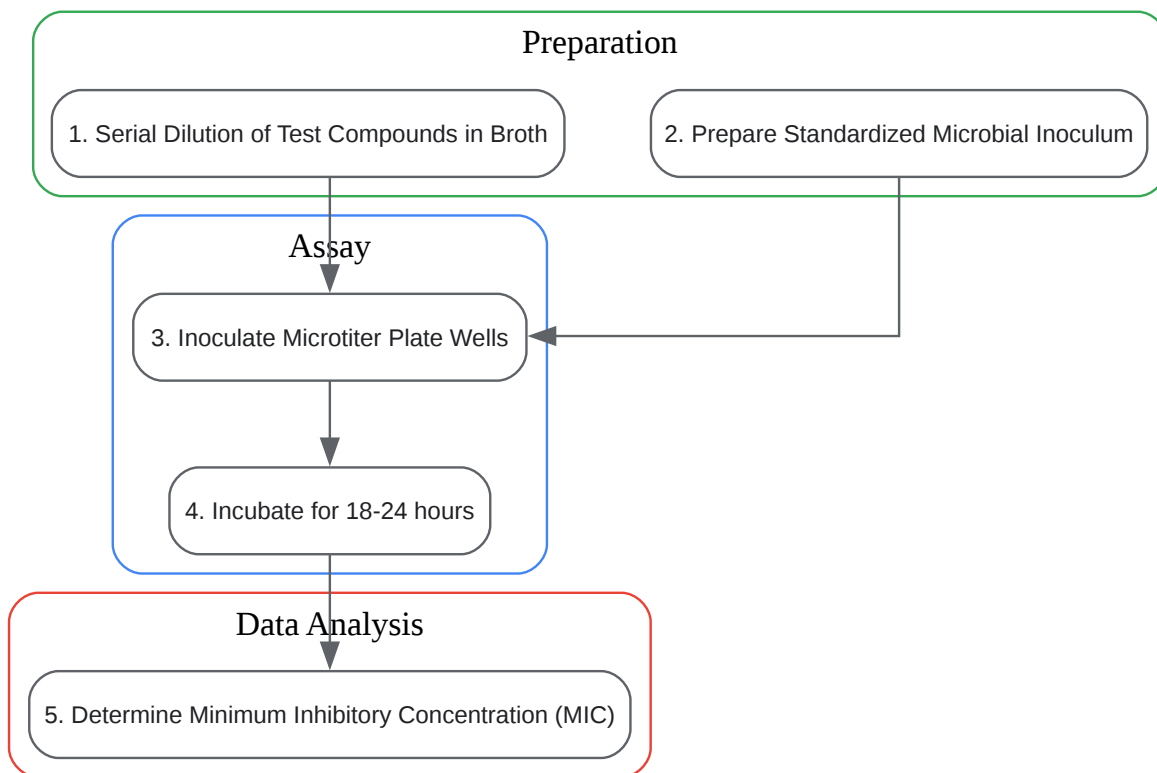 Preparation
1. Serial Dilution of Test Compounds in Broth
2. Prepare Standardized Microbial Inoculum
Assay
3. Inoculate Microtiter Plate Wells
4. Incubate for 18-24 hours
Data Analysis
5. Determine Minimum Inhibitory Concentration (MIC)